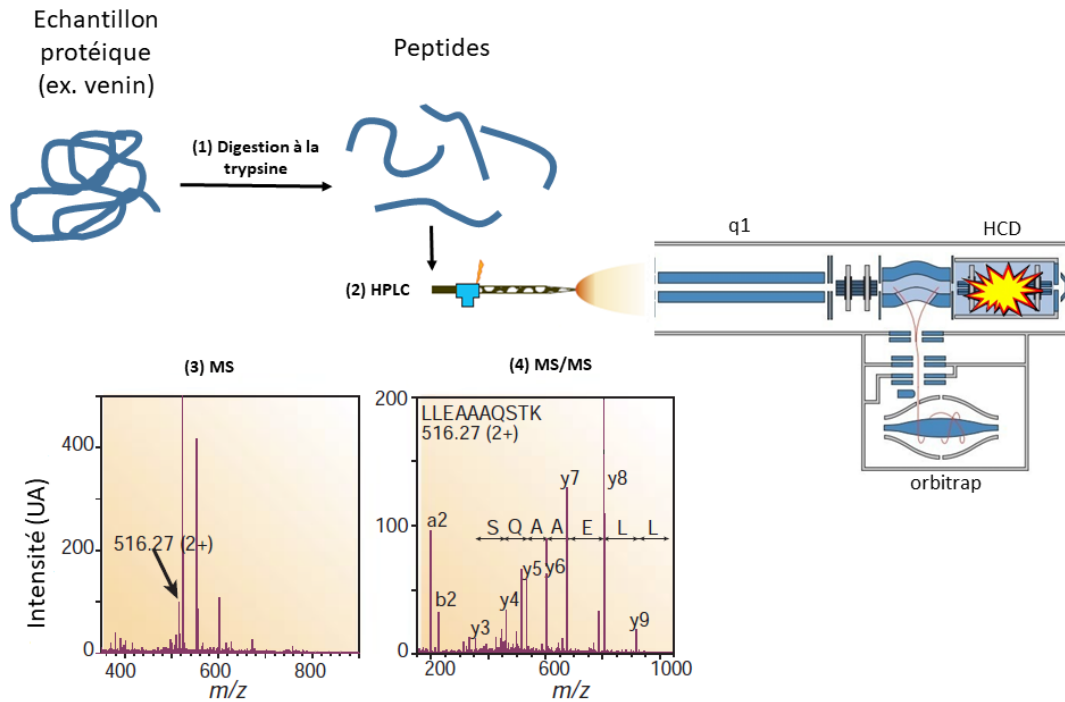 Echantillon
protéique
(ex. venin)
Peptides
(1) Digestion à la
trypsine
(2) HPLC
q1
HCD
orbitrap
(3) MS
Intensité (UA)
400
200
0
516.27 (2+)
400
600
800
m/z
(4) MS/MS
200
100
0
LLEAAAQSTK
516.27 (2+)
a2
b2
y3
y4
y5
y6
y7
y8
y9
S Q A A E L L
200
600
1000
m/z